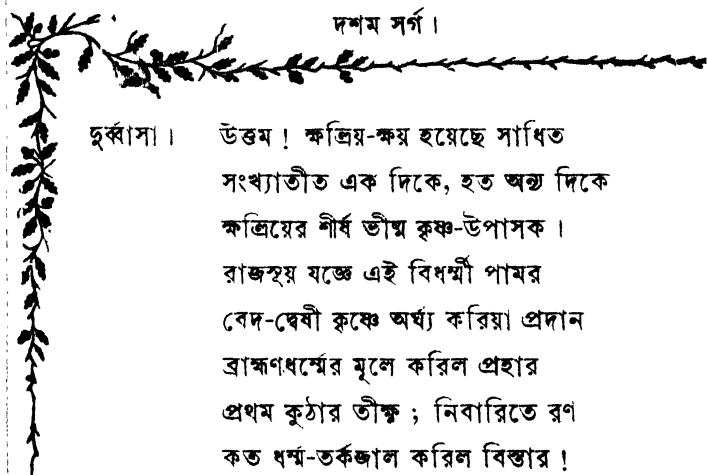 দশম সর্গ।
দুর্ব্বাসা। উত্তম ! ক্ষত্রিয়-ক্ষয় হয়েছে সাধিত
সংখ্যাতীত এক দিকে, হত অন্য দিকে
ক্ষত্রিয়ের শীর্ষ ভীষ্ম কৃষ্ণ-উপাসক ।
রাজসূয় যজ্ঞে এই বিধর্ম্মী পামর
বেদ-দ্বেষী কৃষ্ণে অর্ঘ্য করিয়া প্রদান
ব্রাহ্মণধর্ম্মের মূলে করিল প্রহার
প্রথম কুঠার তীক্ষ্ণ ; নিবারিতে রণ
কত ধর্ম্ম-তর্কজাল করিল বিস্তার !